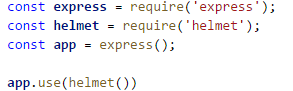 const express = require('express');
const helmet = require('helmet');
const app = express();
app.use(helmet())